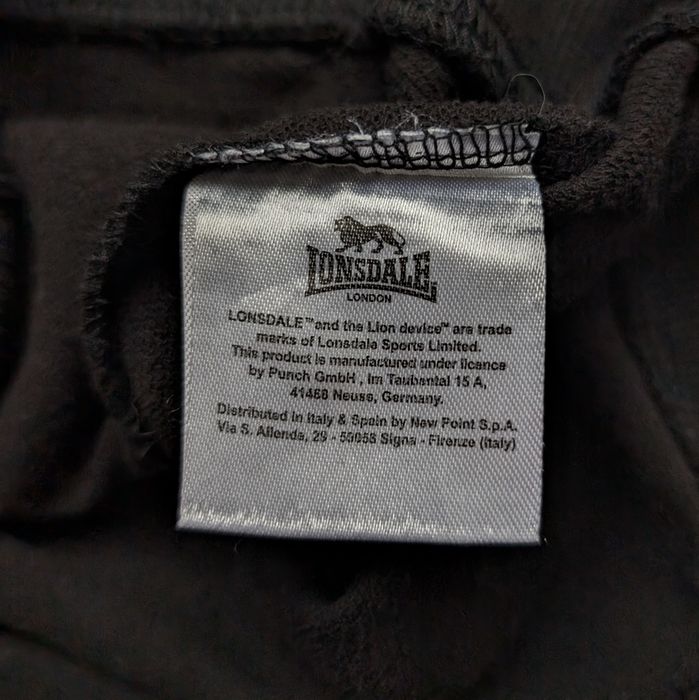 LONSDALE
LONDON
LONSDALE™ and the Lion device™ are trade
marks of Lonsdale Sports Limited.
This product is manufactured under licence
by Punch GmbH , Im Taubental 15 A,
41468 Neuss, Germany.
Distributed in Italy & Spain by New Point S.p.A.
Via S. Allende, 29 - 50058 Signa - Firenze (Italy)